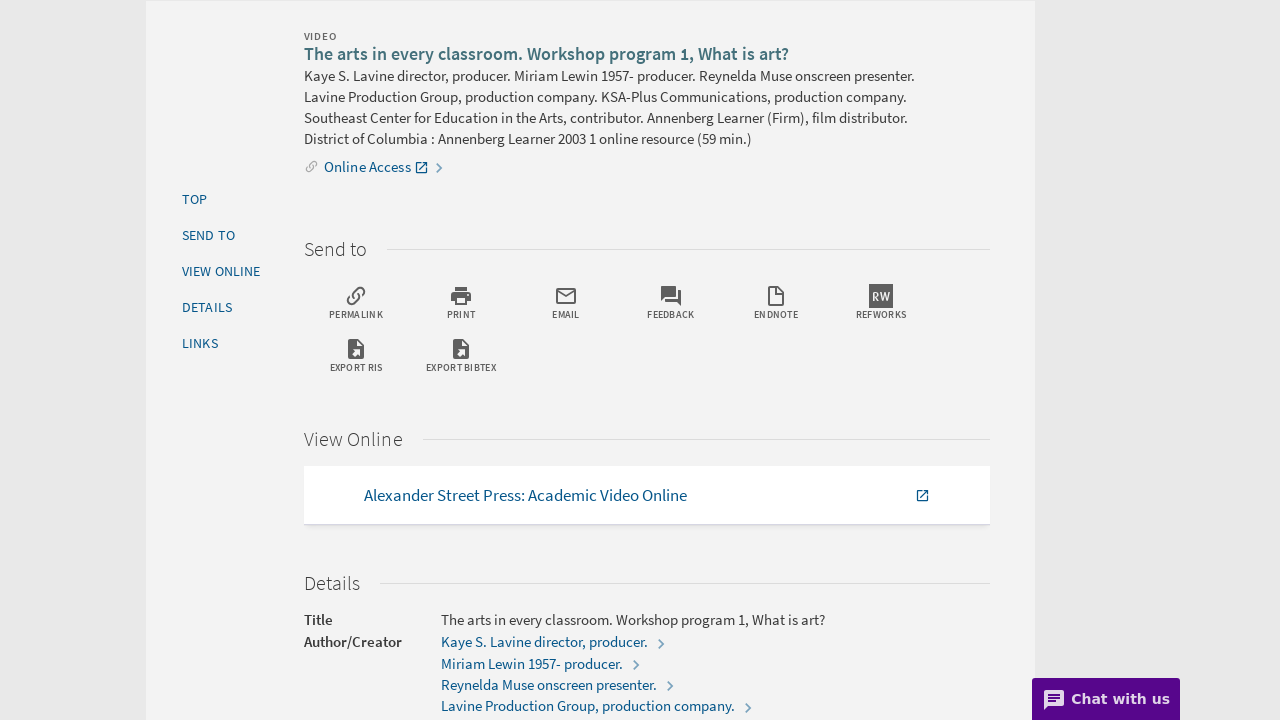 VIDEO
The arts in every classroom. Workshop program 1, What is art?
Kaye S. Lavine director, producer. Miriam Lewin 1957- producer. Reynelda Muse onscreen presenter.
Lavine Production Group, production company. KSA-Plus Communications, production company.
Southeast Center for Education in the Arts, contributor. Annenberg Learner (Firm), film distributor.
District of Columbia : Annenberg Learner 2003 1 online resource (59 min.)
Online Access
TOP
SEND TO
VIEW ONLINE
DETAILS
LINKS
Send to
PERMALINK
PRINT
EMAIL
FEEDBACK
ENDNOTE
RW
REFWORKS
EXPORT RIS
EXPORT BIBTEX
View Online
Alexander Street Press: Academic Video Online
Details
Title The arts in every classroom. Workshop program 1, What is art?
Author/Creator Kaye S. Lavine director, producer.
Miriam Lewin 1957- producer.
Reynelda Muse onscreen presenter.
Lavine Production Group, production company.
Chat with us